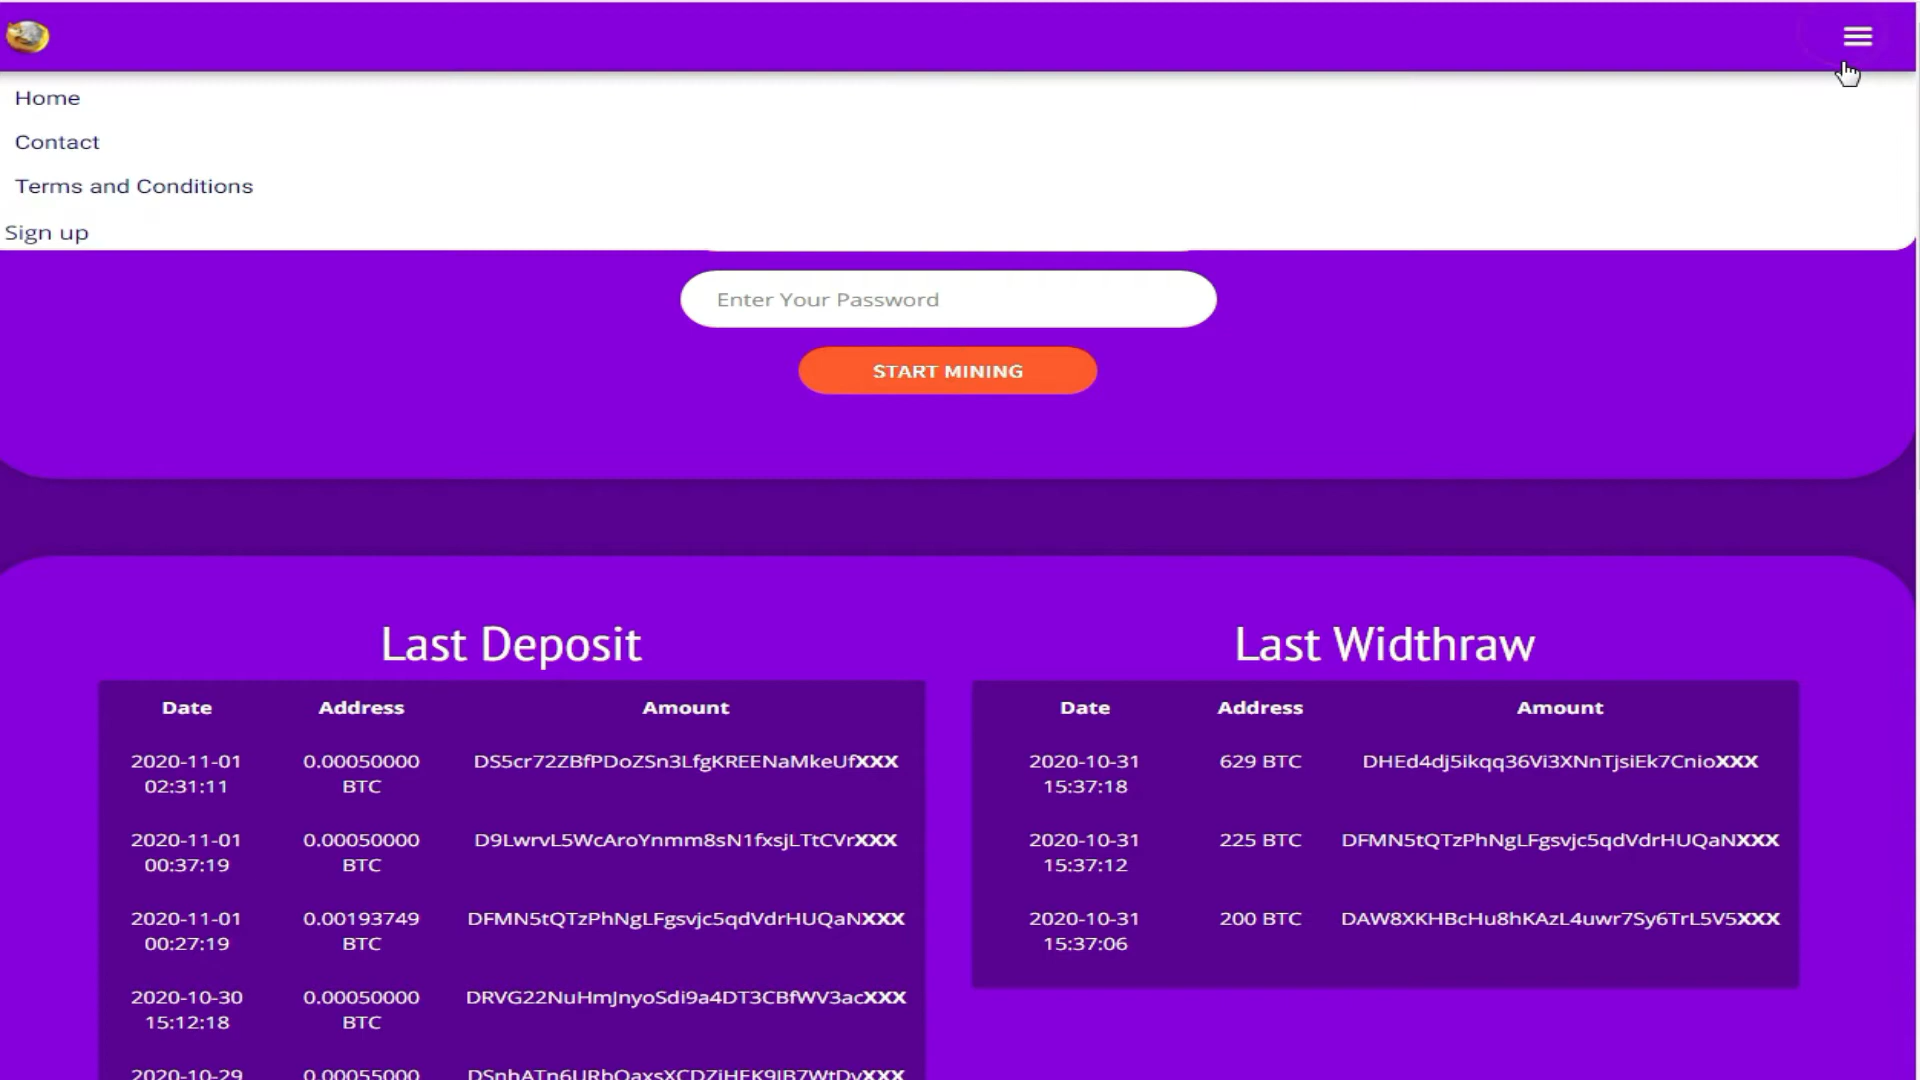 Home
Contact
Terms and Conditions
Sign up
Enter Your Password
START MINING
Last Deposit
Date Address Amount
2020-11-01 02:31:11 0.00050000 BTC DS5cr72ZBfPDoZSn3LfgKREENaMkeUfXXX
2020-11-01 00:37:19 0.00050000 BTC D9LwrvL5WcAroYnmm8sN1fxsjLTtCVrXXX
2020-11-01 00:27:19 0.00193749 BTC DFMN5tQTzPhNgLFgsvjc5qdVdrHUQaNXXX
2020-10-30 15:12:18 0.00050000 BTC DRVG22NuHmJnyoSdi9a4DT3CBfWV3acXXX
2020-10-29 0.00055000
Last Widthraw
Date Address Amount
2020-10-31 15:37:18 629 BTC DHEd4dj5ikqq36Vi3XNnTjsiEk7CnioXXX
2020-10-31 15:37:12 225 BTC DFMN5tQTzPhNgLFgsvjc5qdVdrHUQaNXXX
2020-10-31 15:37:06 200 BTC DAW8XKHBcHu8hKAzL4uwr7Sy6TrL5V5XXX